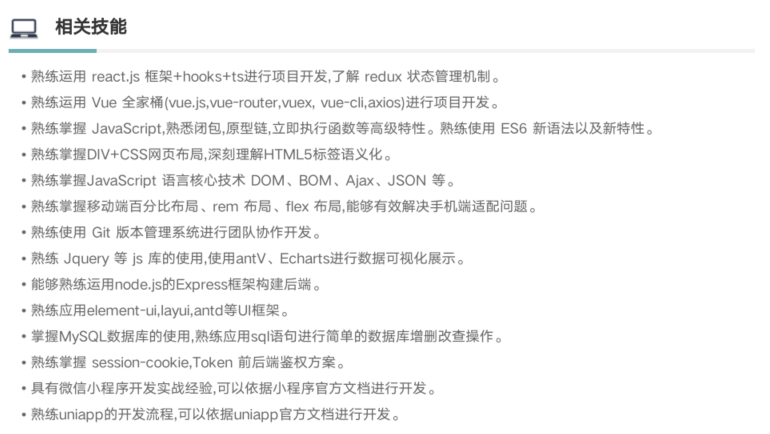 相关技能
• 熟练运用 react.js 框架+hooks+ts进行项目开发,了解 redux 状态管理机制。
• 熟练运用 Vue 全家桶(vue.js,vue-router,vuex, vue-cli,axios)进行项目开发。
• 熟练掌握 JavaScript,熟悉闭包,原型链,立即执行函数等高级特性。熟练使用 ES6 新语法以及新特性。
• 熟练掌握DIV+CSS网页布局,深刻理解HTML5标签语义化。
• 熟练掌握JavaScript 语言核心技术 DOM、BOM、Ajax、JSON 等。
• 熟练掌握移动端百分比布局、rem 布局、flex 布局,能够有效解决手机端适配问题。
• 熟练使用 Git 版本管理系统进行团队协作开发。
• 熟练 Jquery 等 js 库的使用,使用antV、Echarts进行数据可视化展示。
• 能够熟练运用node.js的Express框架构建后端。
• 熟练应用element-ui,layui,antd等UI框架。
• 掌握MySQL数据库的使用,熟练应用sql语句进行简单的数据库增删改查操作。
• 熟练掌握 session-cookie,Token 前后端鉴权方案。
• 具有微信小程序开发实战经验,可以依据小程序官方文档进行开发。
• 熟练uniapp的开发流程,可以依据uniapp官方文档进行开发。